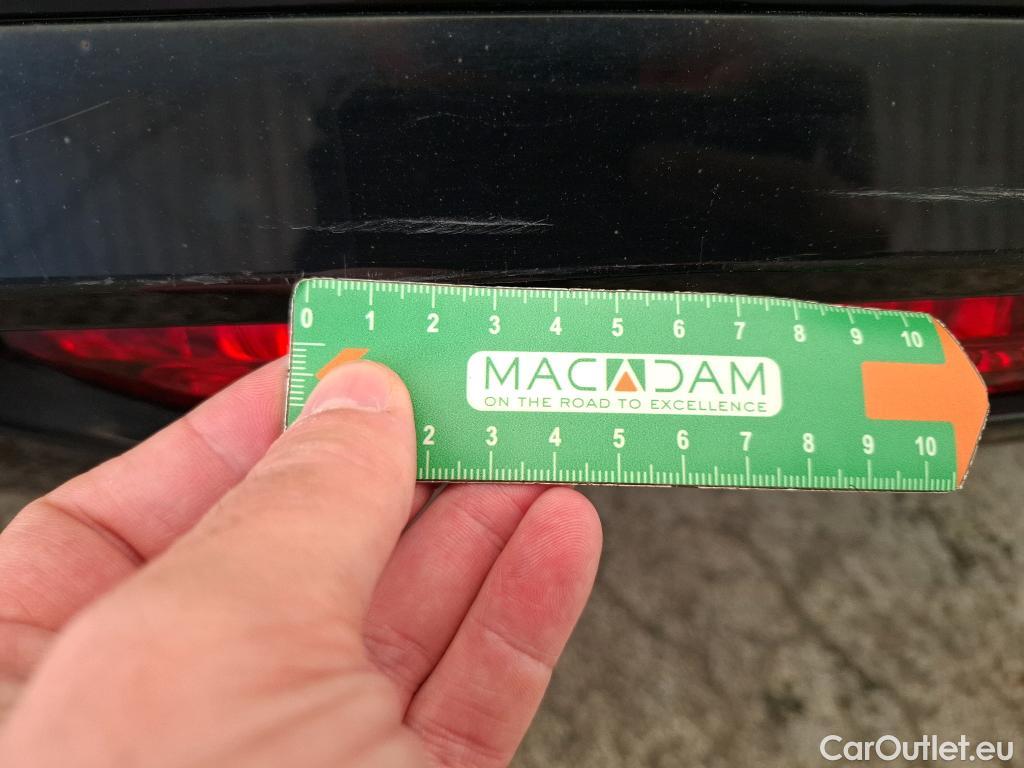 0 1 2 3 4 5 6 7 8 9 10
MACADAM
ON THE ROAD TO EXCELLENCE
2 3 4 5 6 7 8 9 10
CarOutlet.eu